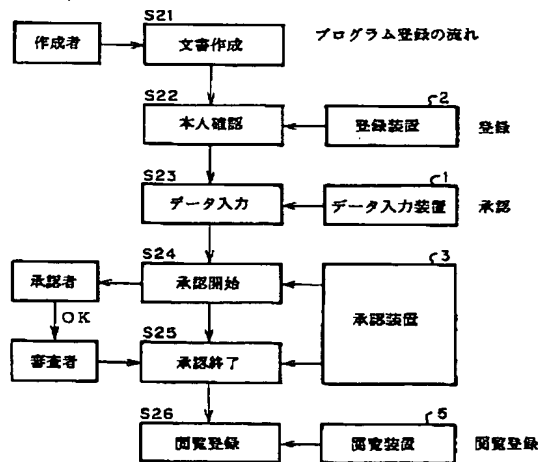 S21
作成者
文書作成
プログラム登録の流れ
S22
2
本人確認
登録装置
登録
S23
1
データ入力
データ入力装置
承認
S24
3
承認者
承認開始
承認装置
OK
S25
審査者
承認終了
S26
5
閲覧登録
閲覧装置
閲覧登録